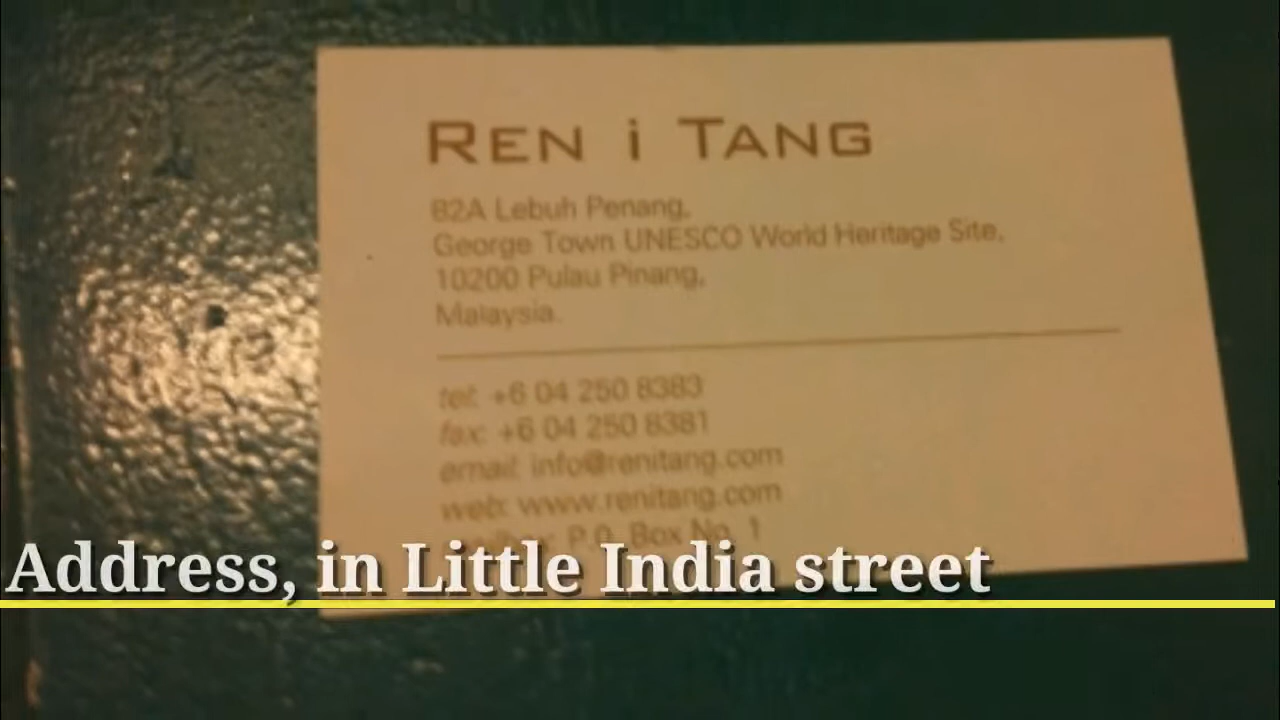 REN i TANG
82A Lebuh Penang,
George Town UNESCO World Heritage Site,
10200 Pulau Pinang,
Malaysia.
tel: +6 04 250 8383
fax: +6 04 250 8381
email: info@renitang.com
web: www.renitang.com
P.O. Box No. 1
Address, in Little India street